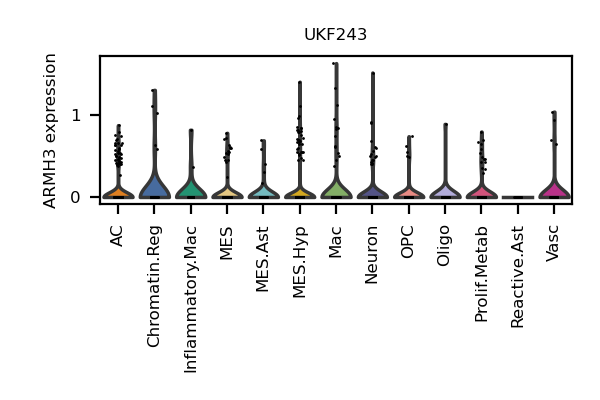 UKF243
ARMH3 expression
1
0
AC
Chromatin.Reg
Inflammatory.Mac
MES
MES.Ast
MES.Hyp
Mac
Neuron
OPC
Oligo
Prolif.Metab
Reactive.Ast
Vasc